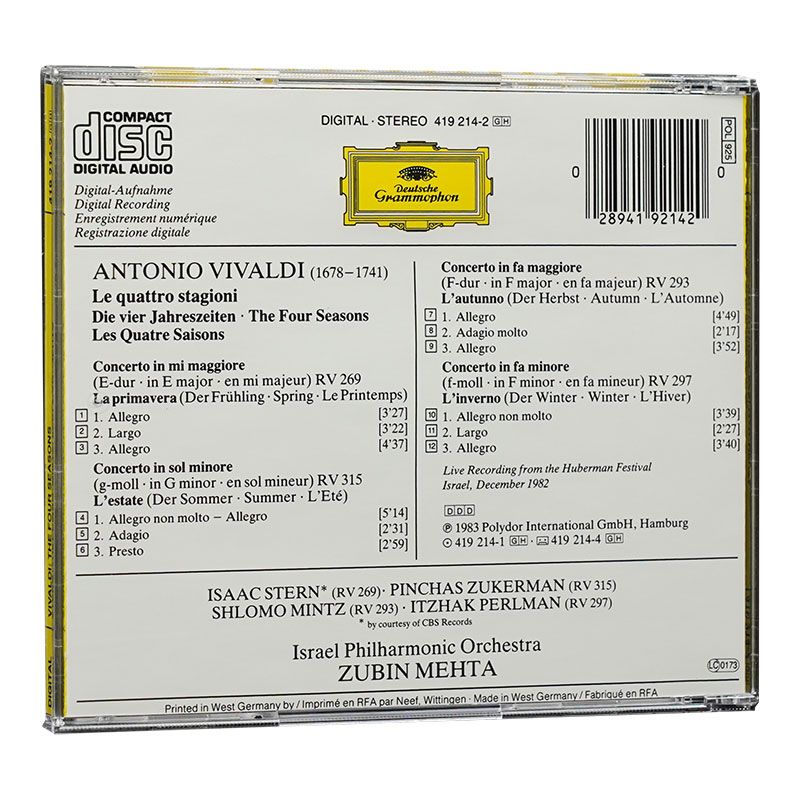 COMPACT
disc
DIGITAL AUDIO
Digital-Aufnahme
Digital Recording
Enregistrement numérique
Registrazione digitale
DIGITAL · STEREO 419 214-2 GH
Deutsche
Grammophon
POL 925
0 28941 92142 0
ANTONIO VIVALDI (1678–1741)
Le quattro stagioni
Die vier Jahreszeiten · The Four Seasons
Les Quatre Saisons
Concerto in mi maggiore
(E-dur · in E major · en mi majeur) RV 269
La primavera (Der Frühling · Spring · Le Printemps)
1 1. Allegro [3'27]
2 2. Largo [3'22]
3 3. Allegro [4'37]
Concerto in sol minore
(g-moll · in G minor · en sol mineur) RV 315
L'estate (Der Sommer · Summer · L'Eté)
4 1. Allegro non molto – Allegro [5'14]
5 2. Adagio [2'31]
6 3. Presto [2'59]
Concerto in fa maggiore
(F-dur · in F major · en fa majeur) RV 293
L'autunno (Der Herbst · Autumn · L'Automne)
7 1. Allegro [4'49]
8 2. Adagio molto [2'17]
9 3. Allegro [3'52]
Concerto in fa minore
(f-moll · in F minor · en fa mineur) RV 297
L'inverno (Der Winter · Winter · L'Hiver)
10 1. Allegro non molto [3'39]
11 2. Largo [2'27]
12 3. Allegro [3'40]
Live Recording from the Huberman Festival
Israel, December 1982
DDD
℗ 1983 Polydor International GmbH, Hamburg
419 214-1 GH · 419 214-4 GH
ISAAC STERN* (RV 269) · PINCHAS ZUKERMAN (RV 315)
SHLOMO MINTZ (RV 293) · ITZHAK PERLMAN (RV 297)
* by courtesy of CBS Records
Israel Philharmonic Orchestra
ZUBIN MEHTA
LC 0173
Printed in West Germany by / Imprimé en RFA par Neef, Wittingen · Made in West Germany / Fabriqué en RFA
DIGITAL VIVALDI: THE FOUR SEASONS 419 214-2